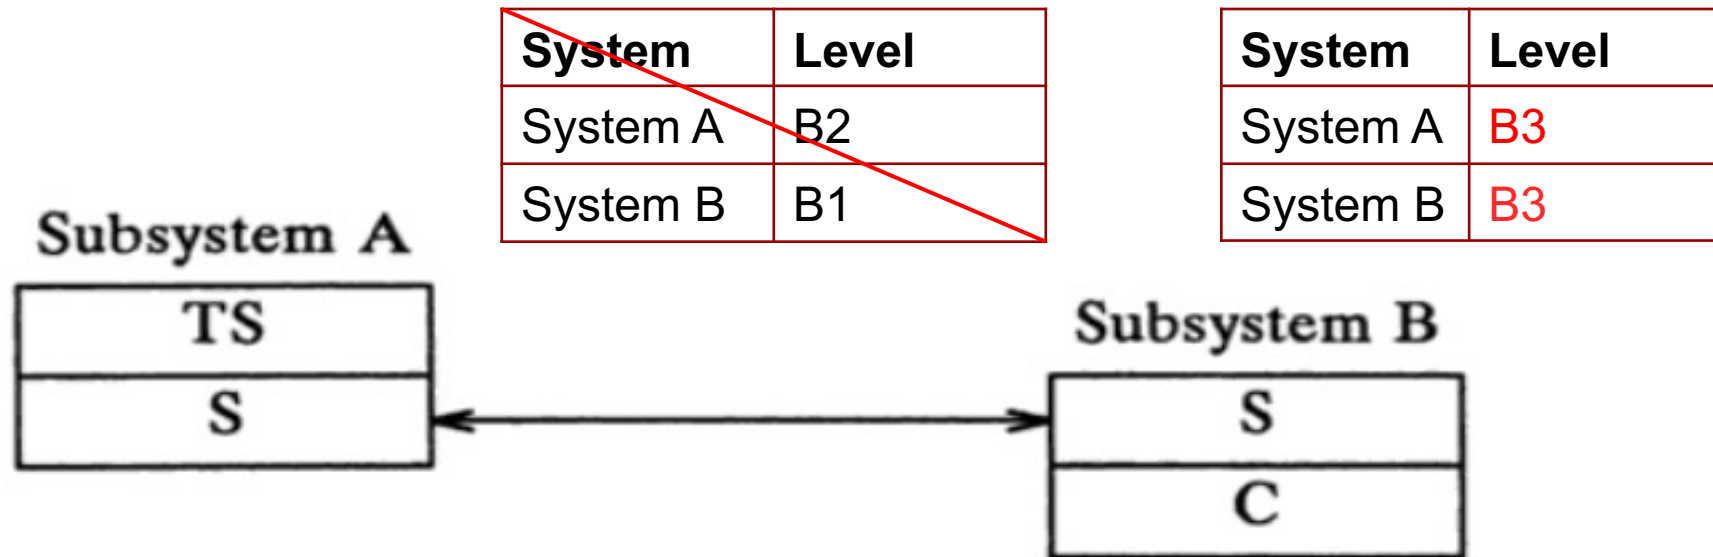 System Level
System A B2
System B B1
System Level
System A B3
System B B3
Subsystem A
TS
S
Subsystem B
S
C